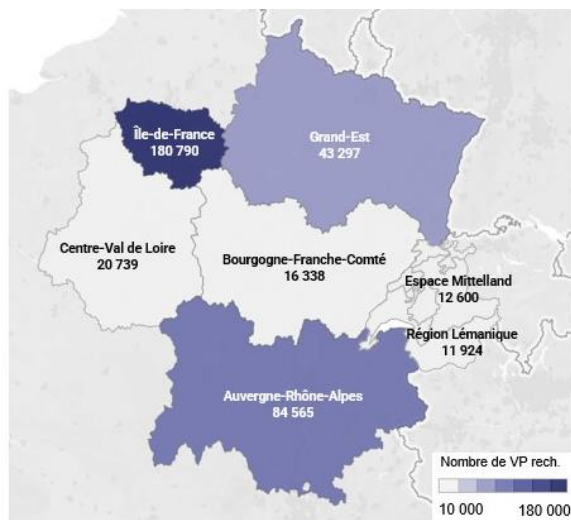 Île-de-France
180 790
Grand-Est
43 297
Centre-Val de Loire
20 739
Bourgogne-Franche-Comté
16 338
Espace Mittelland
12 600
Région Lémanique
11 924
Auvergne-Rhône-Alpes
84 565
Nombre de VP rech.
10 000 180 000